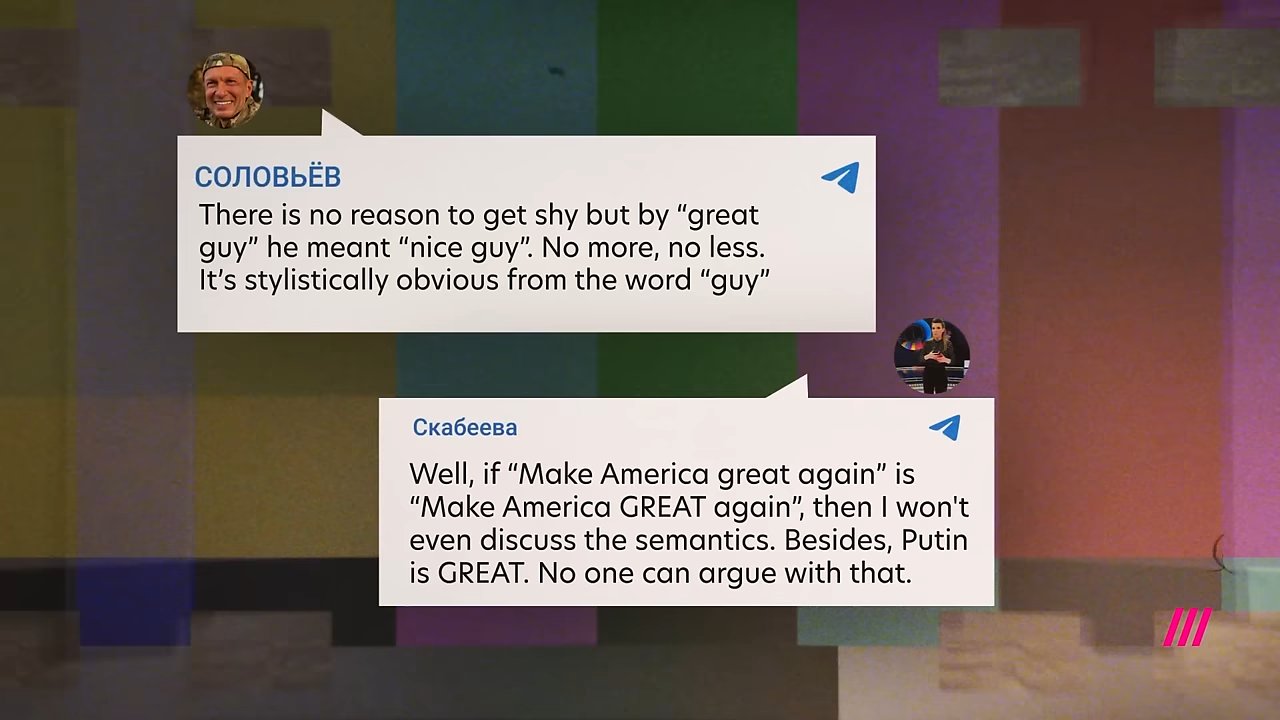 СОЛОВЬЁВ
There is no reason to get shy but by “great
guy” he meant “nice guy”. No more, no less.
It’s stylistically obvious from the word “guy”
Скабеева
Well, if “Make America great again” is
“Make America GREAT again”, then I won't
even discuss the semantics. Besides, Putin
is GREAT. No one can argue with that.